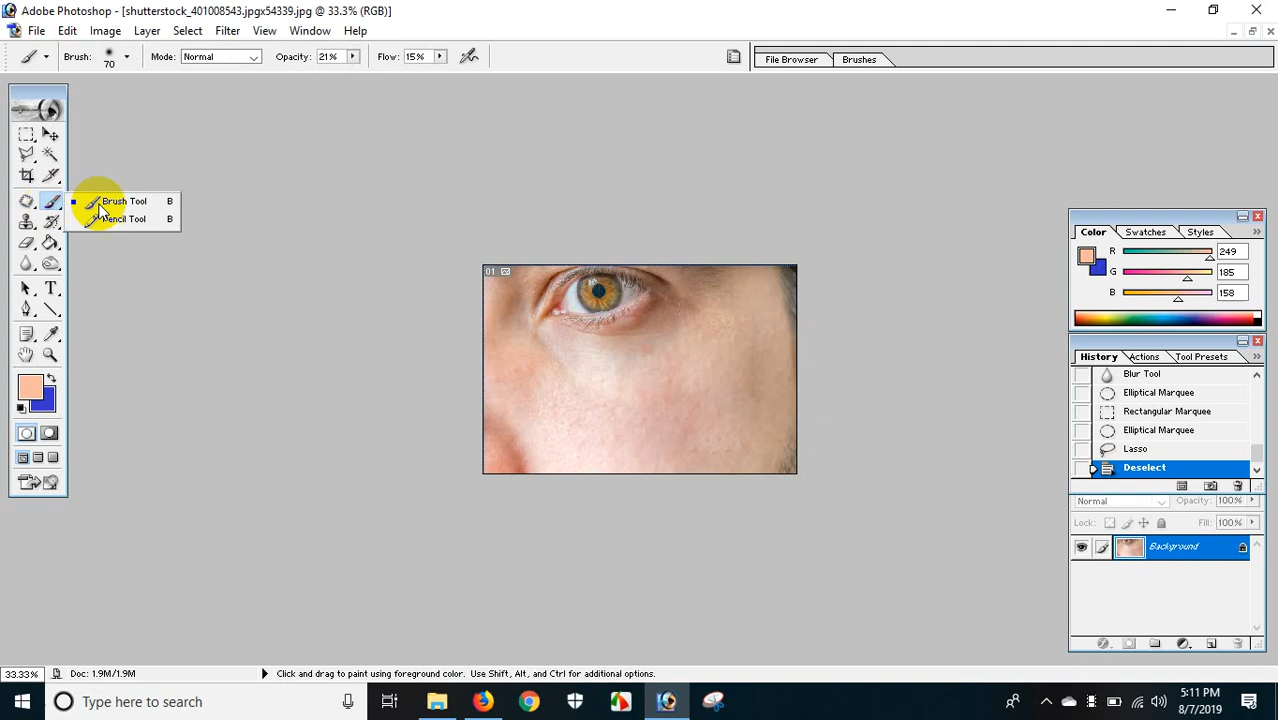 Adobe Photoshop - [shutterstock_401008543.jpgx54339.jpg @ 33.3% (RGB)]
File Edit Image Layer Select Filter View Window Help
Brush: 70 Mode: Normal Opacity: 21% Flow: 15% File Browser Brushes
Brush Tool B
Pencil Tool B
01
Color Swatches Styles
R 249
G 185
B 158
History Actions Tool Presets
Blur Tool
Elliptical Marquee
Rectangular Marquee
Elliptical Marquee
Lasso
Deselect
Normal Opacity: 100%
Lock: Fill: 100%
Background
33.33% Doc: 1.9M/1.9M Click and drag to paint using foreground color. Use Shift, Alt, and Ctrl for additional options.
Type here to search
5:11 PM
8/7/2019